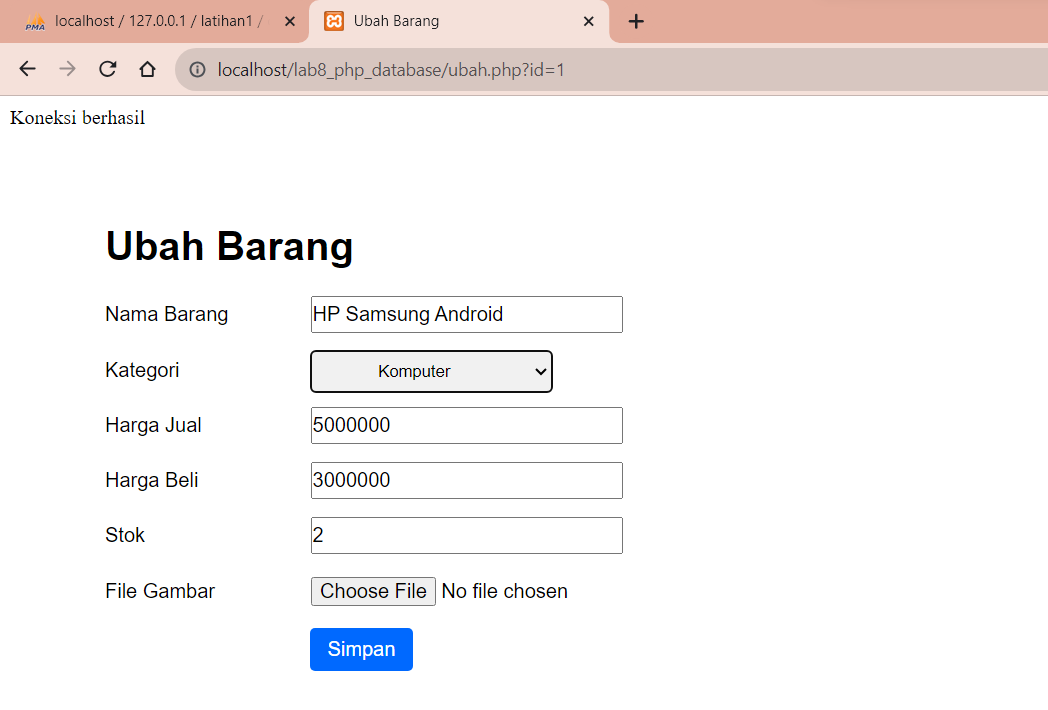 PMA localhost / 127.0.0.1 / latihan1 /
Ubah Barang
localhost/lab8_php_database/ubah.php?id=1
Koneksi berhasil
Ubah Barang
Nama Barang HP Samsung Android
Kategori Komputer
Harga Jual 5000000
Harga Beli 3000000
Stok 2
File Gambar Choose File No file chosen
Simpan